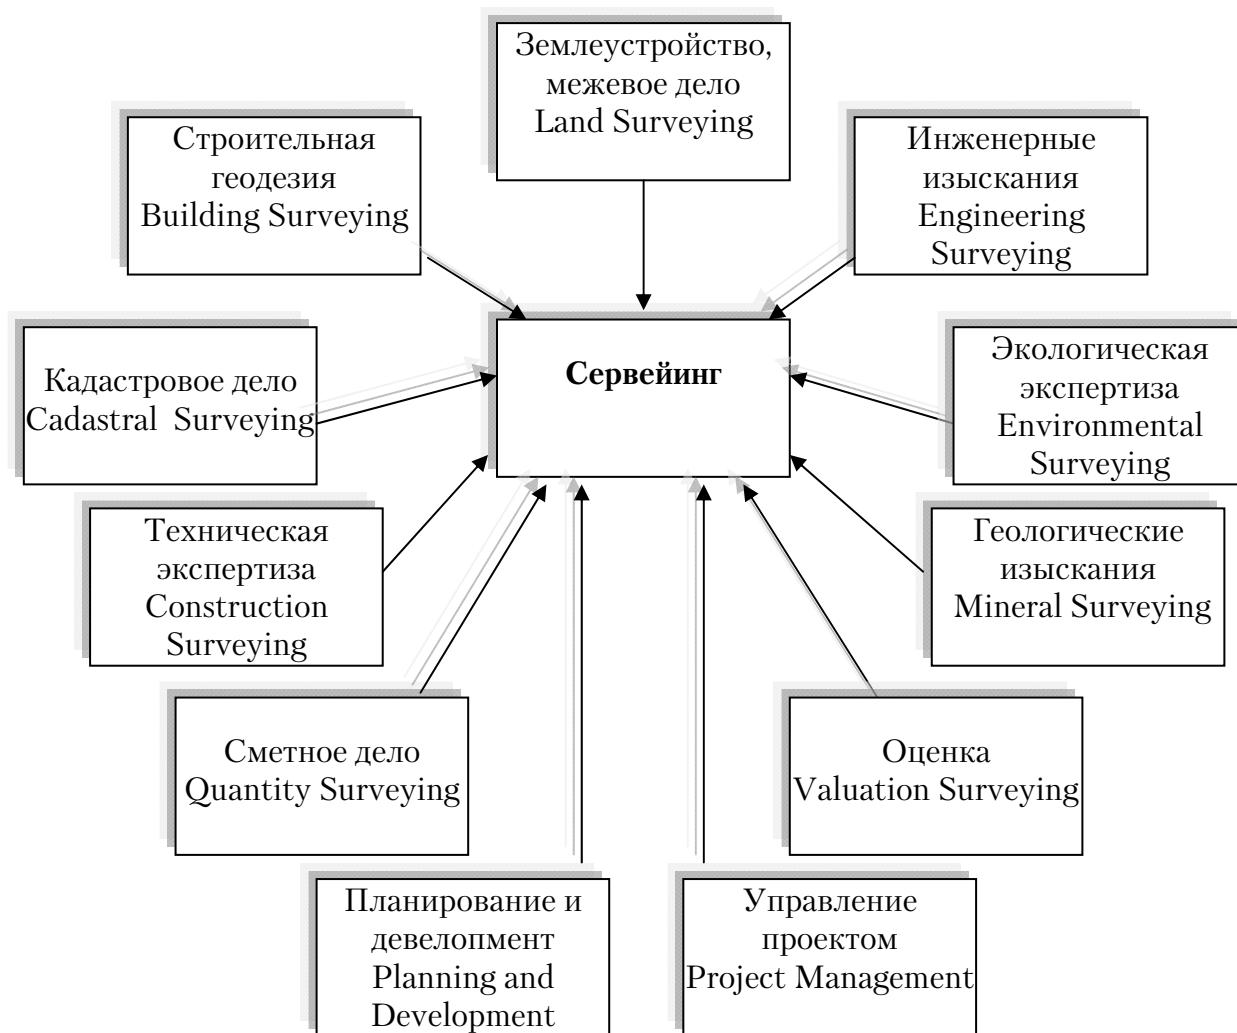 Землеустройство,
межевое дело
Land Surveying
Строительная
геодезия
Building Surveying
Инженерные
изыскания
Engineering
Surveying
Сервейинг
Кадастровое дело
Cadastral Surveying
Экологическая
экспертиза
Environmental
Surveying
Техническая
экспертиза
Construction
Surveying
Геологические
изыскания
Mineral Surveying
Сметное дело
Quantity Surveying
Оценка
Valuation Surveying
Планирование и
девелопмент
Planning and
Development
Управление
проектом
Project Management